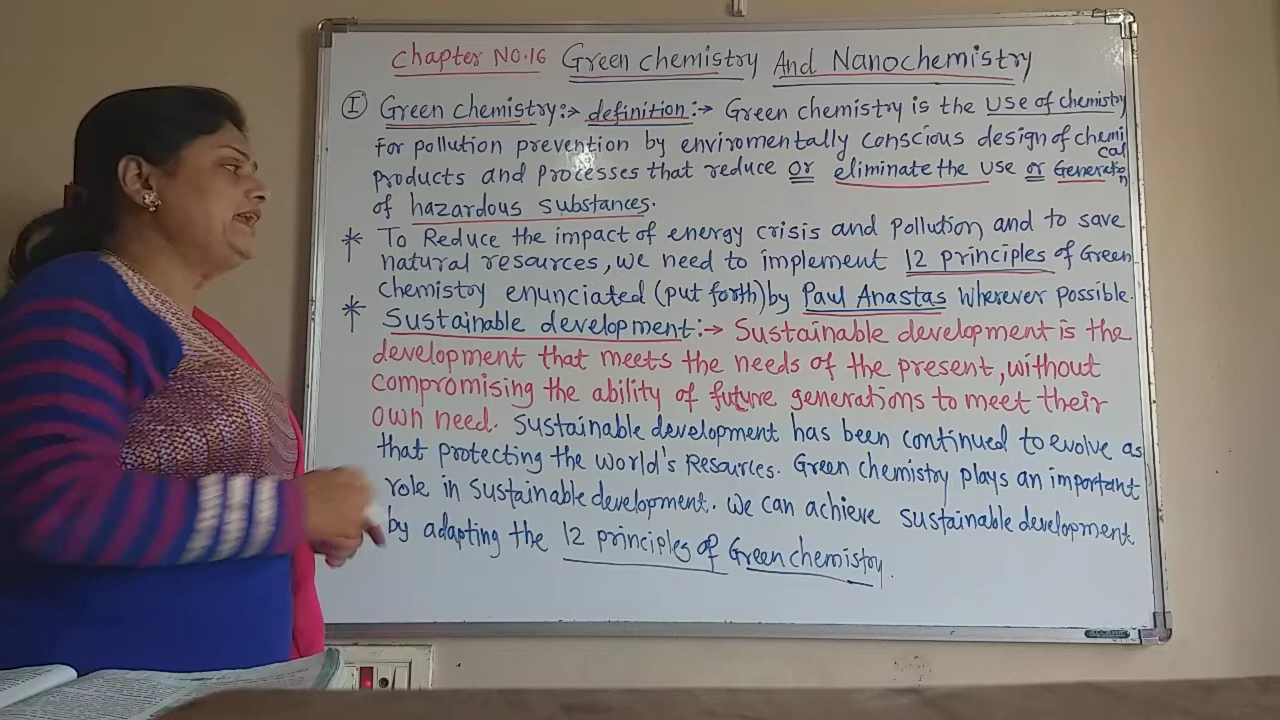 Chapter NO.16 Green chemistry And Nanochemistry
I Green chemistry:-> definition:-> Green chemistry is the use of chemistry
For pollution prevention by enviromentally conscious design of chemical
products and processes that reduce or eliminate the use or Generation
of hazardous substances.
* To Reduce the impact of energy crisis and pollution, and to save
natural resources, we need to implement 12 principles of Green
chemistry enunciated (put forth) by Paul Anastas wherever possible.
* Sustainable development:-> Sustainable development is the
development that meets the needs of the present, without
compromising the ability of future generations to meet their
own need. Sustainable development has been continued to evolve as
that protecting the world's Resources. Green chemistry plays an important
role in Sustainable development. We can achieve sustainable development
by adapting the 12 principles of Green chemistry.